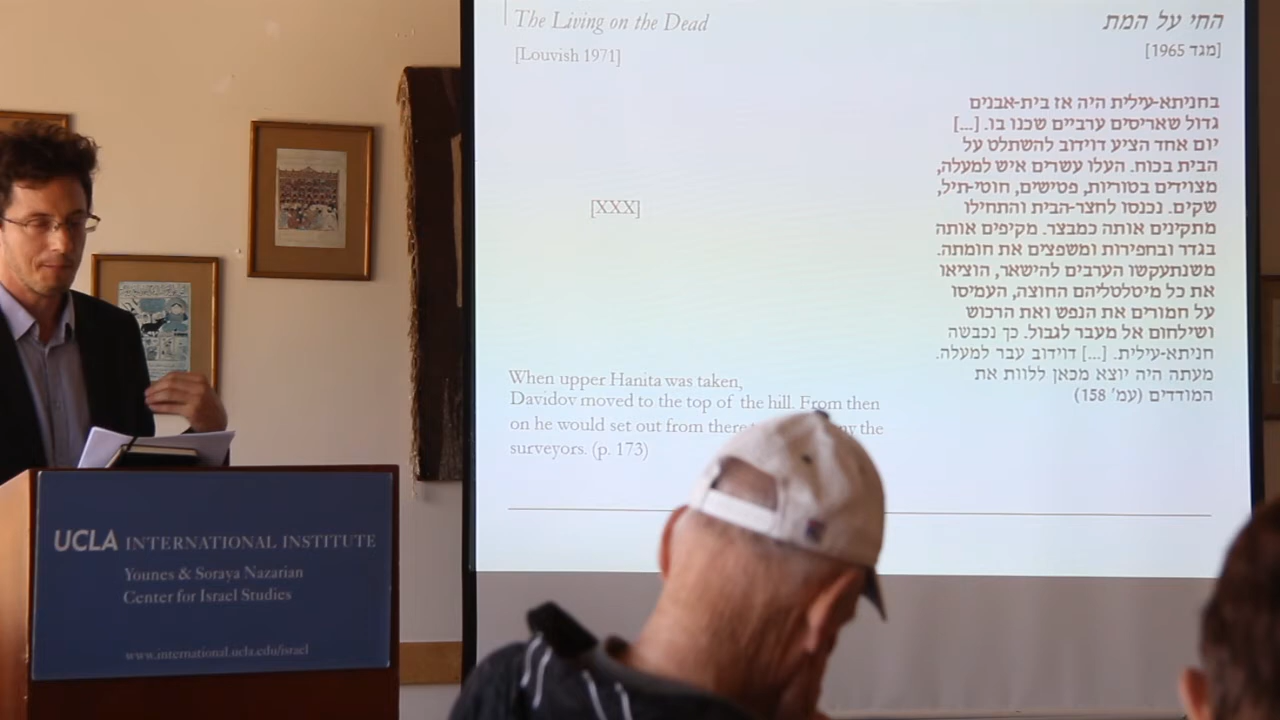 The Living on the Dead
[Louvish 1971]
[XXX]
When upper Hanita was taken,
Davidov moved to the top of the hill. From then
on he would set out from there
the
surveyors. (p. 173)
החי על המת
[מגד 1965]
בחניתא-עילית היה אז בית-אבנים
גדול שאריסים ערביים שכנו בו. [...]
יום אחד הציע דוידוב להשתלט על
הבית בכוח. העלו עשרים איש למעלה,
מצוידים בטוריות, פטישים, חוטי-תיל,
שקים. נכנסו לחצר-הבית והתחילו
מתקינים אותה כמבצר. מקיפים אותה
בגדר ובחפירות ומשפצים את חומתה.
משנתעקשו הערבים להישאר, הוציאו
את כל מיטלטליהם החוצה, העמיסו
על חמורים את הנפש ואת הרכוש
ושילחום אל מעבר לגבול. כך נכבשה
חניתא-עילית. [...] דוידוב עבר למעלה.
מעתה היה יוצא מכאן ללוות את
המודדים (עמ' 158)
UCLA INTERNATIONAL INSTITUTE
Younes & Soraya Nazarian
Center for Israel Studies
www.international.ucla.edu/israel